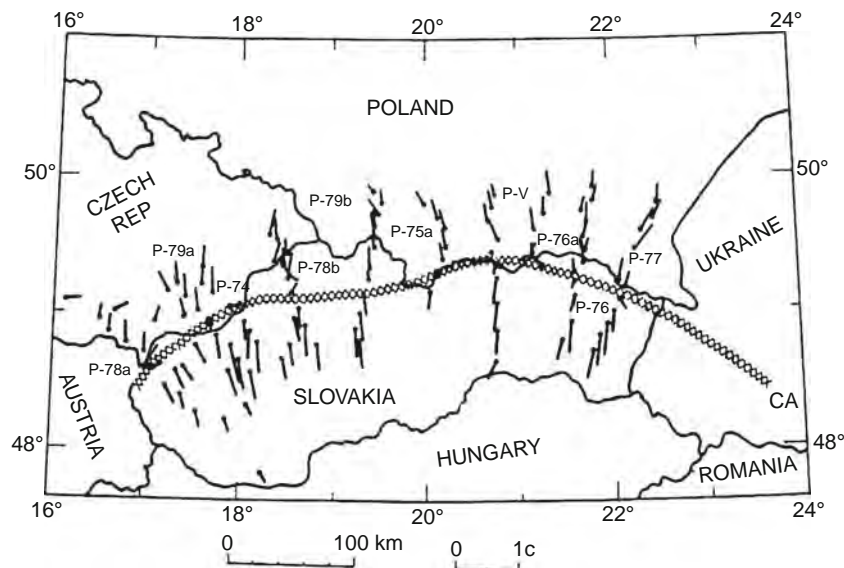 16° 18° 20° 22° 24°
POLAND
50° 50°
P-79b P-V
CZECH
REP
P-75a
P-79a P-76a
P-78b P-77
UKRAINE
P-74
P-76
P-78a
SLOVAKIA
AUSTRIA
CA
48° 48°
HUNGARY
ROMANIA
16° 18° 20° 22° 24°
0 100 km 0 1c